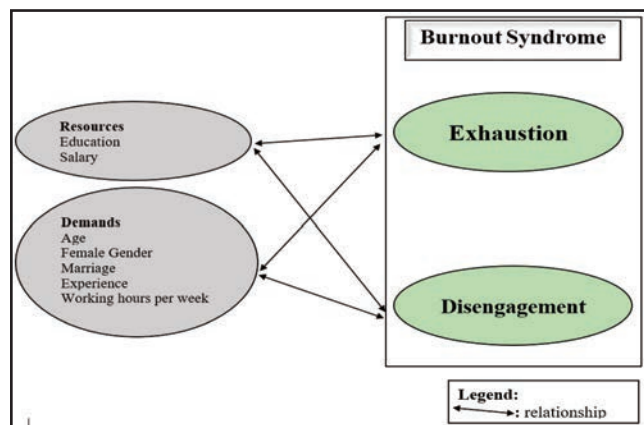 Burnout Syndrome
Resources
Education
Salary
Exhaustion
Demands
Age
Female Gender
Marriage
Experience
Working hours per week
Disengagement
Legend:
: relationship